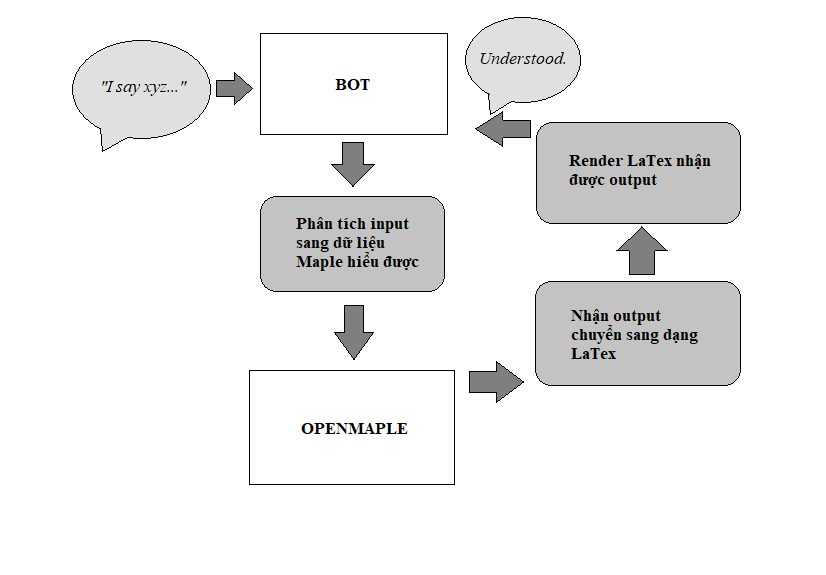 "I say xyz..."
BOT
Understood.
Phân tích input
sang dữ liệu
Maple hiểu được
OPENMAPLE
Nhận output
chuyển sang dạng
LaTex
Render LaTex nhận
được output